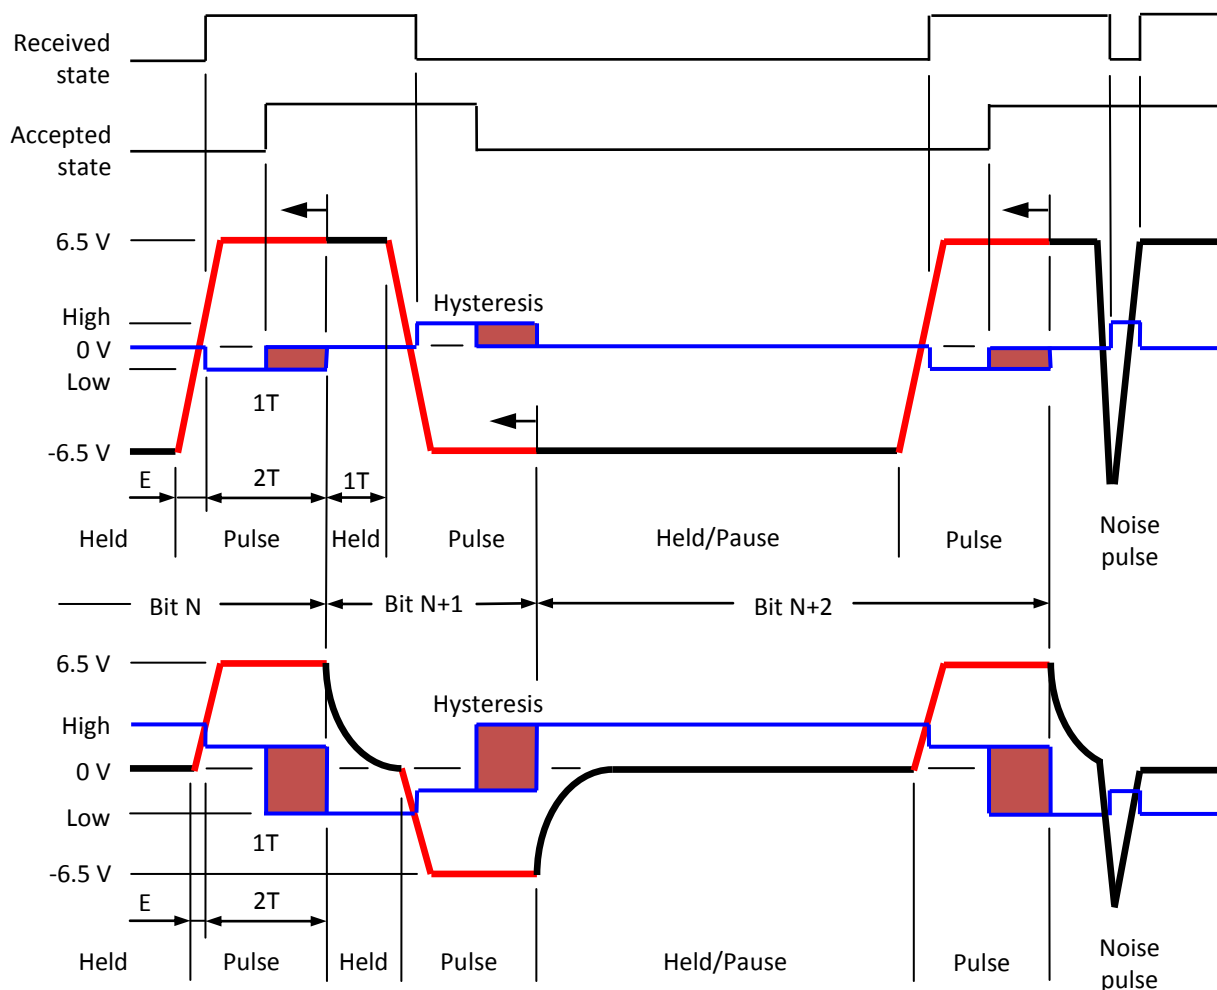 Received
state
Accepted
state
6.5 V
High
Hysteresis
0 V
Low
1T
-6.5 V
E
2T
1T
Held
Pulse
Held
Pulse
Held/Pause
Pulse
Noise
pulse
Bit N
Bit N+1
Bit N+2
6.5 V
High
Hysteresis
0 V
Low
1T
-6.5 V
E
2T
Held
Pulse
Held
Pulse
Held/Pause
Pulse
Noise
pulse